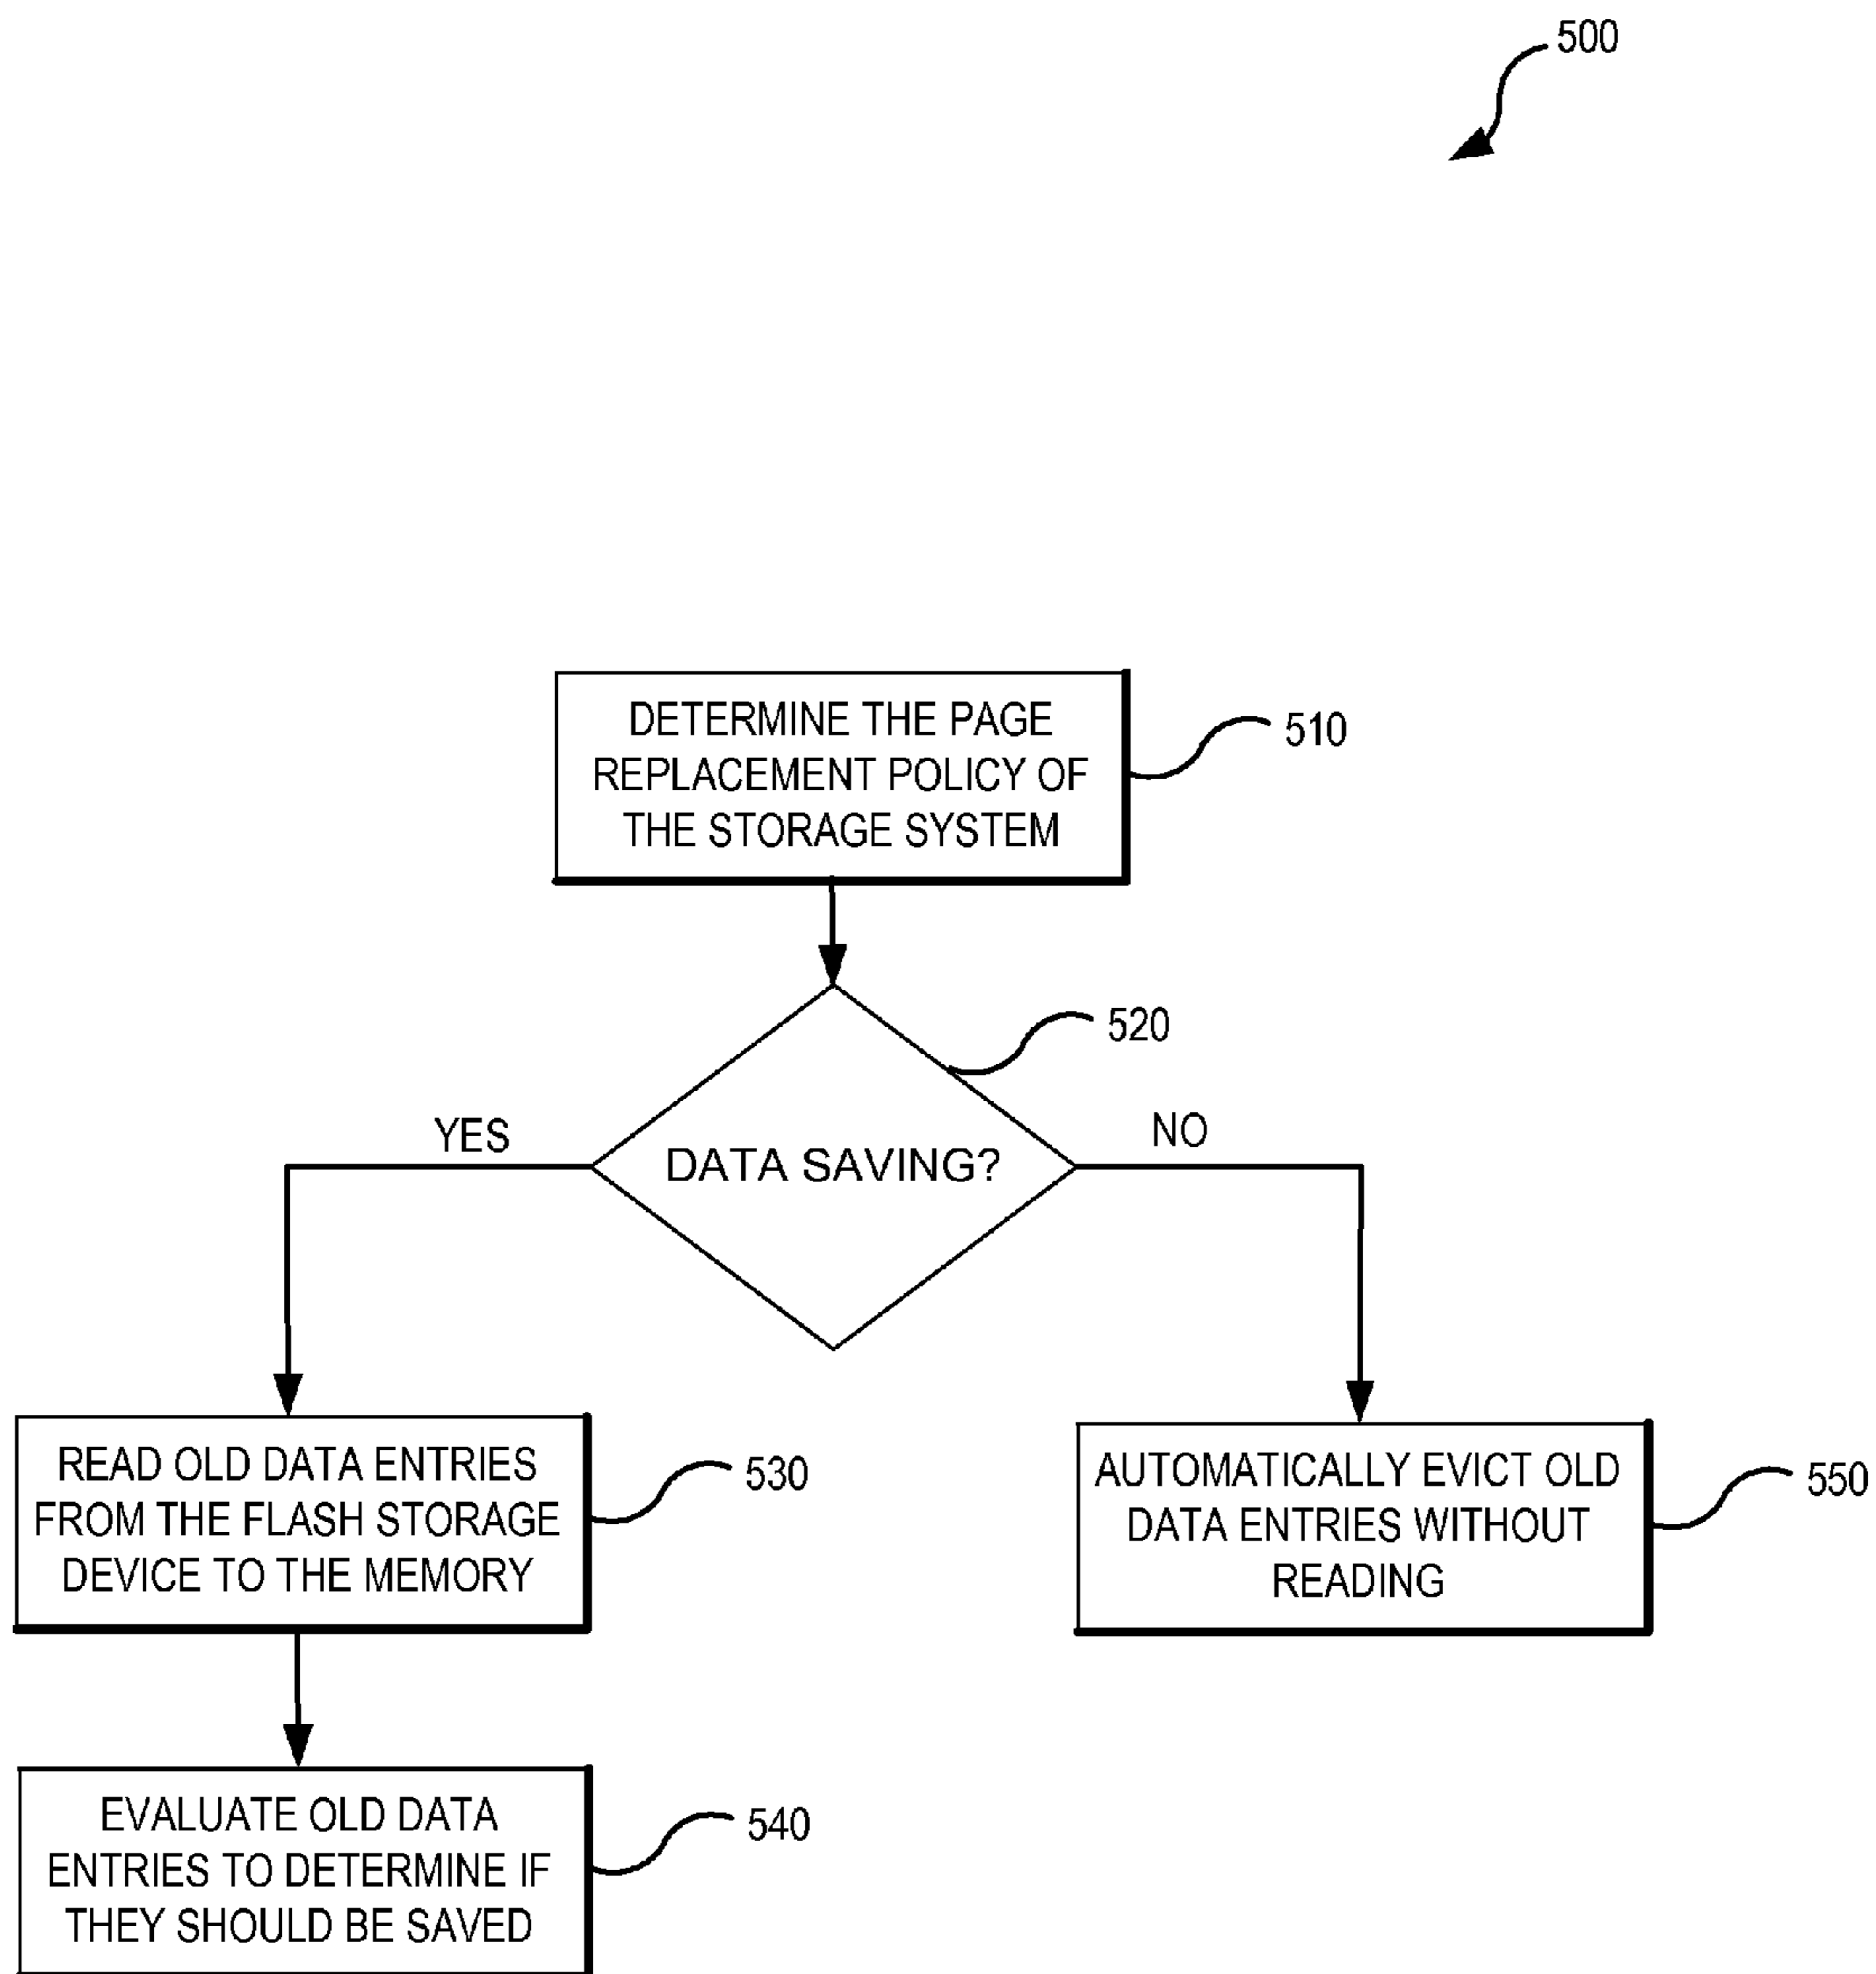 500
DETERMINE THE PAGE
REPLACEMENT POLICY OF
THE STORAGE SYSTEM
510
520
YES
DATA SAVING?
NO
READ OLD DATA ENTRIES
FROM THE FLASH STORAGE
DEVICE TO THE MEMORY
530
AUTOMATICALLY EVICT OLD
DATA ENTRIES WITHOUT
READING
550
EVALUATE OLD DATA
ENTRIES TO DETERMINE IF
THEY SHOULD BE SAVED
540